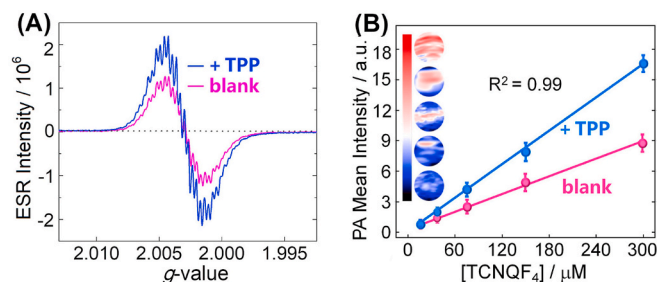 (A)
ESR Intensity / 10⁶
2
1
0
-1
-2
+ TPP
blank
2.010
2.005
2.000
1.995
g-value
(B)
PA Mean Intensity / a.u.
18
15
12
9
6
3
0
R² = 0.99
+ TPP
blank
0
60
120
180
240
300
[TCNQF₄] / μM